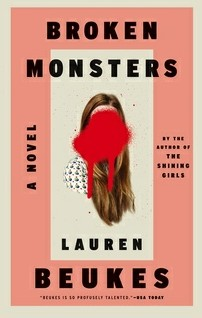 BROKEN
MONSTERS
A NOVEL
BY THE
AUTHOR OF
THE
SHINING
GIRLS
LAUREN
BEUKES
"BEUKES IS SO PROFUSELY TALENTED." —USA TODAY